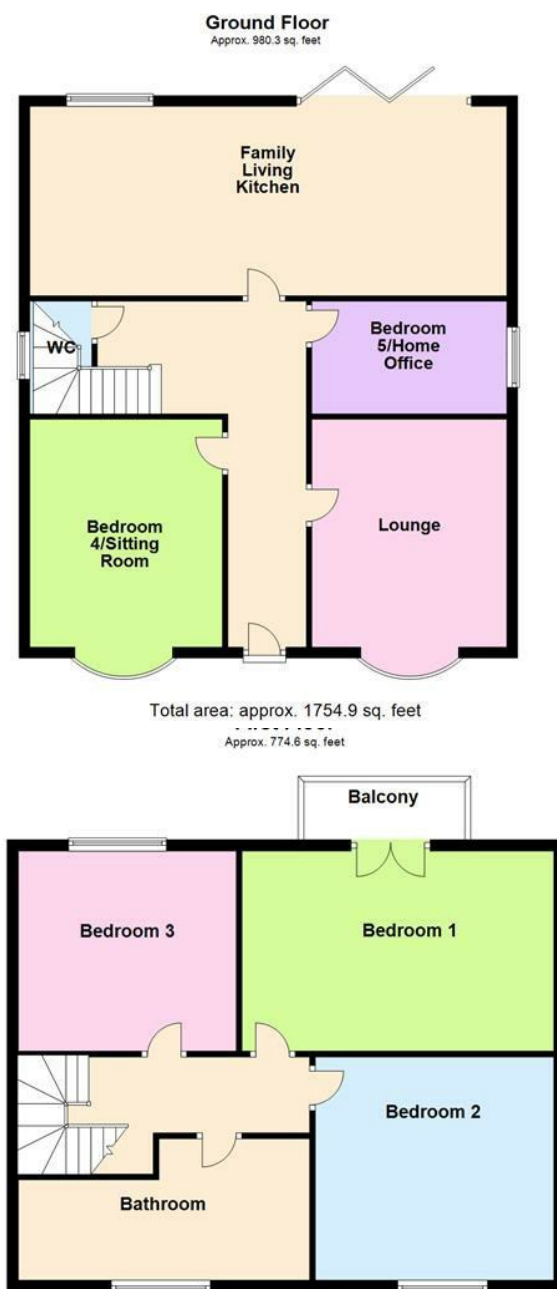 Ground Floor
Approx. 980.3 sq. feet
Family
Living
Kitchen
WC
Bedroom
5/Home
Office
Bedroom
4/Sitting
Room
Lounge
Total area: approx. 1754.9 sq. feet
Approx. 774.6 sq. feet
Balcony
Bedroom 3
Bedroom 1
Bedroom 2
Bathroom